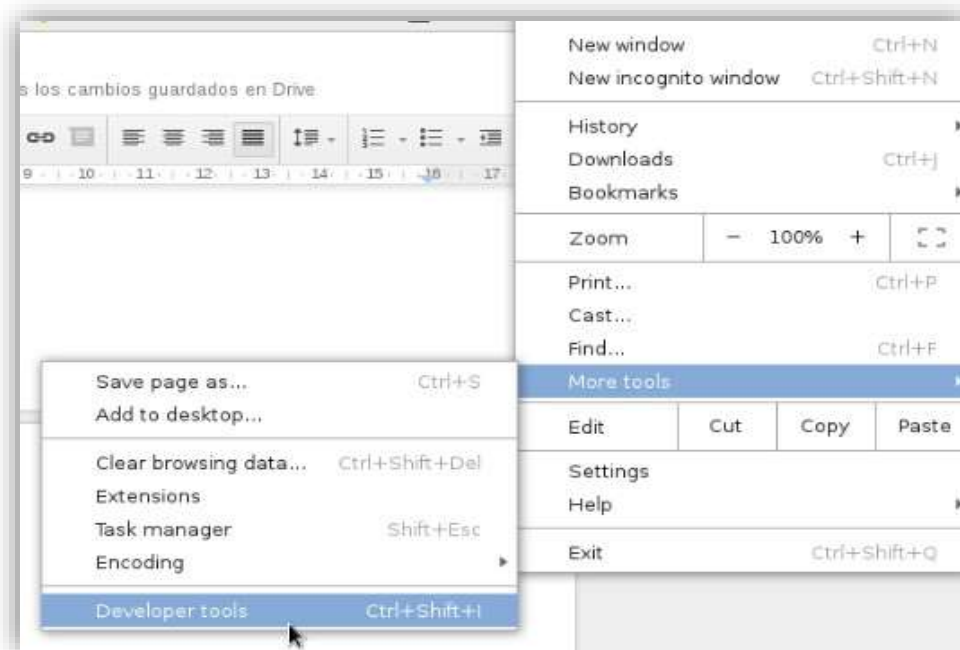 s los cambios guardados en Drive
9 10 11 12 13 14 15 16 17
New window Ctrl+N
New incognito window Ctrl+Shift+N
History
Downloads Ctrl+J
Bookmarks
Zoom − 100% +
Print... Ctrl+P
Cast...
Find... Ctrl+F
More tools
Edit Cut Copy Paste
Settings
Help
Exit Ctrl+Shift+Q
Save page as... Ctrl+S
Add to desktop...
Clear browsing data... Ctrl+Shift+Del
Extensions
Task manager Shift+Esc
Encoding
Developer tools Ctrl+Shift+I